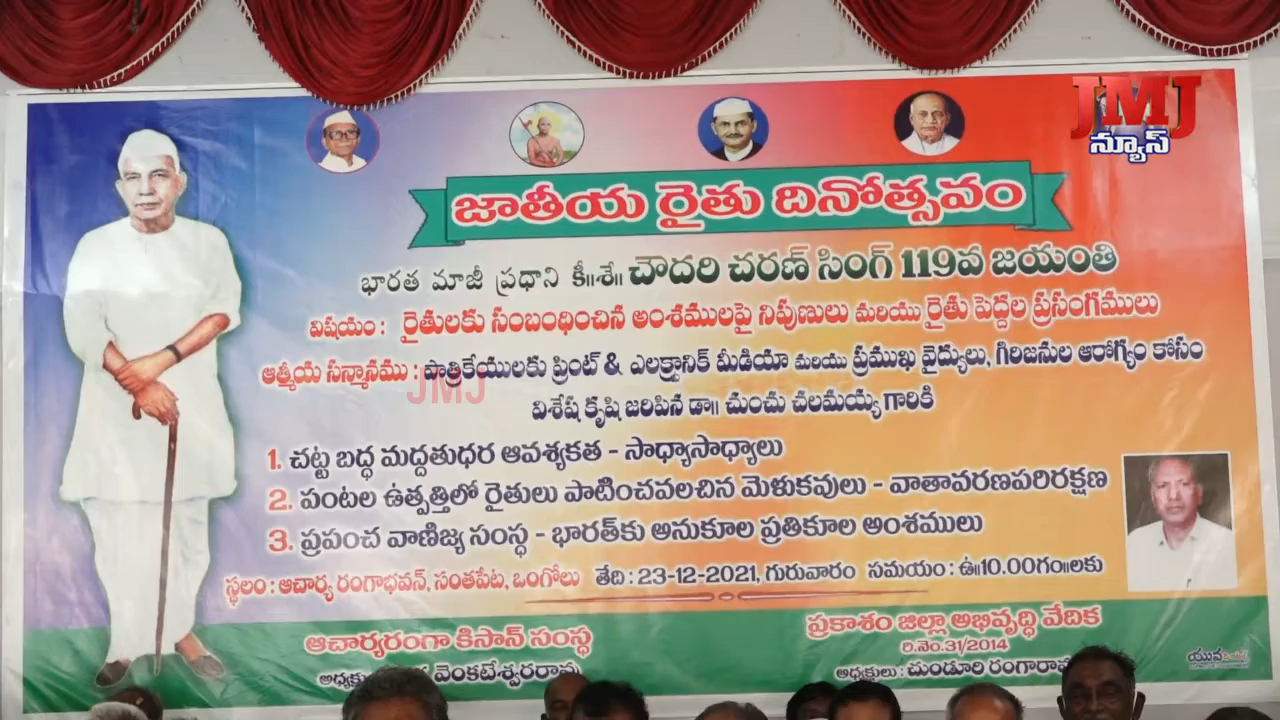 JMJ
న్యూస్
జాతీయ రైతు దినోత్సవం
భారత మాజీ ప్రధాని కీ॥శే॥ చౌదరి చరణ్ సింగ్ 119వ జయంతి
విషయం : రైతులకు సంబంధించిన అంశములపై నిపుణులు మరియు రైతు పెద్దల ప్రసంగములు
ఆత్మీయ సన్మానము : పాత్రికేయులకు ప్రింట్ & ఎలక్ట్రానిక్ మీడియా మరియు ప్రముఖ వైద్యులు, గిరిజనుల ఆరోగ్యం కోసం
JMJ
విశేష కృషి జరిపిన డా॥ చుంచు చలమయ్య గారికి
1. చట్ట బద్ధ మద్దతుధర ఆవశ్యకత - సాధ్యాసాధ్యాలు
2. పంటల ఉత్పత్తిలో రైతులు పాటించవలచిన మెళుకవులు - వాతావరణపరిరక్షణ
3. ప్రపంచ వాణిజ్య సంస్థ - భారత్‌కు అనుకూల ప్రతికూల అంశములు
స్థలం : ఆచార్య రంగాభవన్, సంతపేట, ఒంగోలు తేది : 23-12-2021, గురువారం సమయం : ఉ॥10.00గం॥లకు
ఆచార్యరంగా కిసాన్ సంస్థ
ప్రకాశం జిల్లా అభివృద్ధి వేదిక
రి.నెం.31/2014
వెంకటేశ్వరరావు
అధ్యక్షులు : చుండూరి రంగారావు
యువ